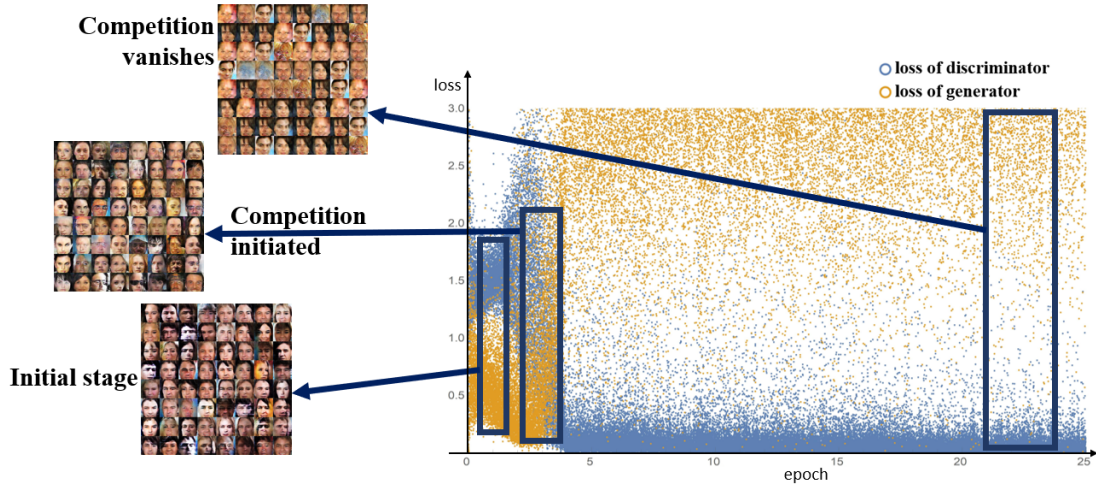 Competition
vanishes
loss
loss of discriminator
loss of generator
3.0
2.5
2.0
1.5
1.0
0.5
Competition
initiated
Initial stage
0
5
10
15
20
25
epoch